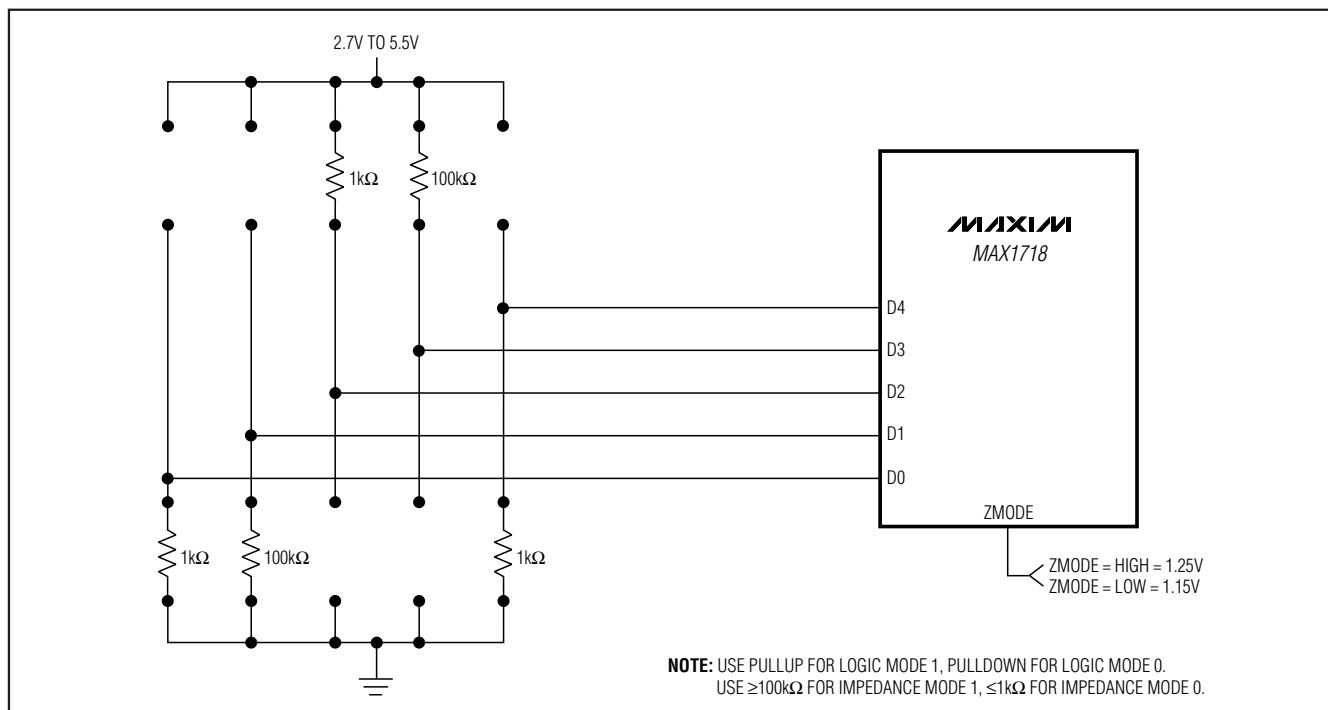 2.7V TO 5.5V
1kΩ
100kΩ
MAXIM
MAX1718
D4
D3
D2
D1
D0
ZMODE
1kΩ
100kΩ
1kΩ
ZMODE = HIGH = 1.25V
ZMODE = LOW = 1.15V
NOTE: USE PULLUP FOR LOGIC MODE 1, PULLDOWN FOR LOGIC MODE 0.
USE ≥100kΩ FOR IMPEDANCE MODE 1, ≤1kΩ FOR IMPEDANCE MODE 0.